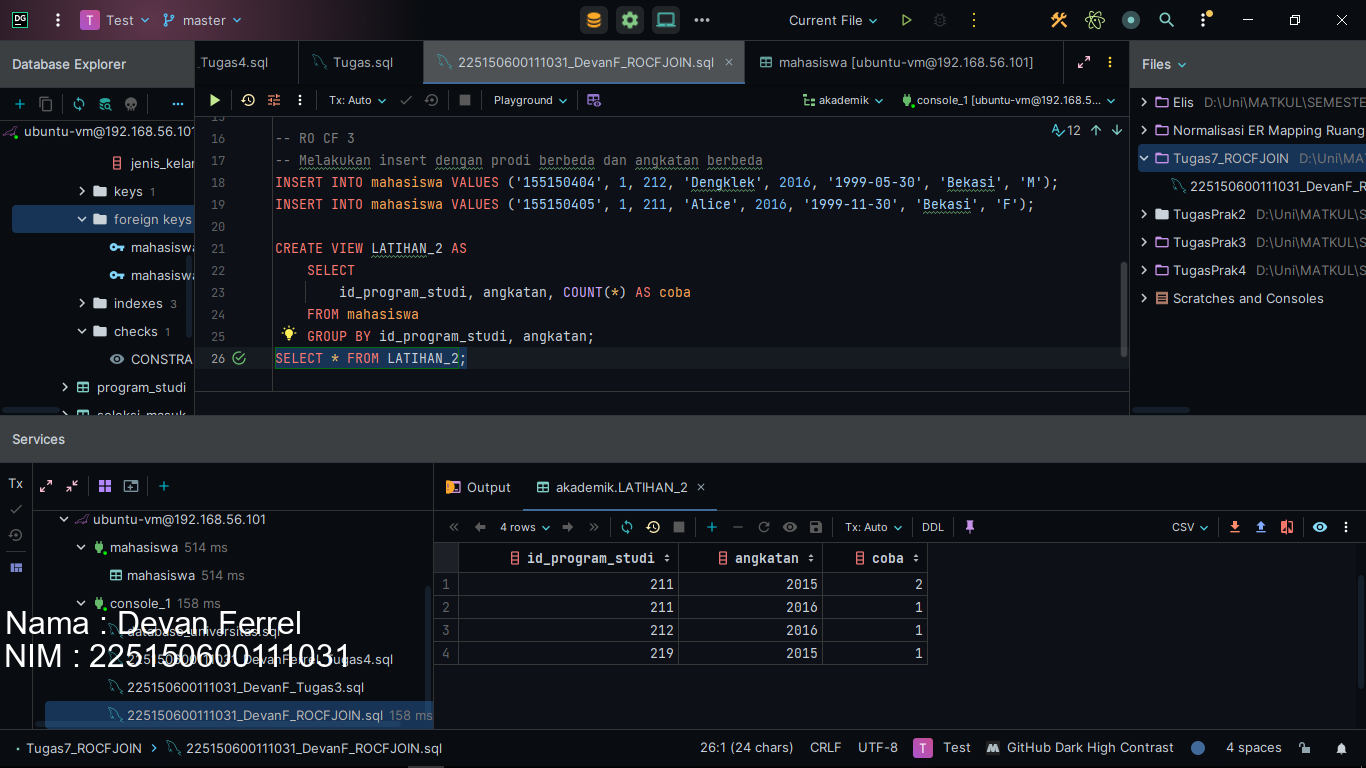 DG
T Test
master
Current File
Database Explorer
Tugas4.sql
Tugas.sql
225150600111031_DevanF_ROCFJOIN.sql
mahasiswa [ubuntu-vm@192.168.56.101]
Files
Tx: Auto
Playground
akademik
console_1 [ubuntu-vm@192.168.5...
ubuntu-vm@192.168.56.101
jenis_kelar
keys 1
foreign keys
mahasiswa
mahasiswa
indexes 3
checks 1
CONSTRA
program_studi
seleksi_masuk
15
16 -- RO CF 3
17 -- Melakukan insert dengan prodi berbeda dan angkatan berbeda
18 INSERT INTO mahasiswa VALUES ('155150404', 1, 212, 'Dengklek', 2016, '1999-05-30', 'Bekasi', 'M');
19 INSERT INTO mahasiswa VALUES ('155150405', 1, 211, 'Alice', 2016, '1999-11-30', 'Bekasi', 'F');
20
21 CREATE VIEW LATIHAN_2 AS
22 SELECT
23 id_program_studi, angkatan, COUNT(*) AS coba
24 FROM mahasiswa
25 GROUP BY id_program_studi, angkatan;
26 SELECT * FROM LATIHAN_2;
12
Elis D:\Uni\MATKUL\SEMESTE
Normalisasi ER Mapping Ruang
Tugas7_ROCFJOIN D:\Uni\MAT
225150600111031_DevanF_R
TugasPrak2 D:\Uni\MATKUL\S
TugasPrak3 D:\Uni\MATKUL\S
TugasPrak4 D:\Uni\MATKUL\S
Scratches and Consoles
Services
Tx
ubuntu-vm@192.168.56.101
mahasiswa 514 ms
mahasiswa 514 ms
console_1 158 ms
database_universitas.sql
225150600111031_DevanFerrel_Tugas4.sql
225150600111031_DevanF_Tugas3.sql
225150600111031_DevanF_ROCFJOIN.sql 158 ms
Nama : Devan Ferrel
NIM : 225150600111031
Output
akademik.LATIHAN_2
4 rows
Tx: Auto
DDL
CSV
id_program_studi angkatan coba
1 211 2015 2
2 211 2016 1
3 212 2016 1
4 219 2015 1
Tugas7_ROCFJOIN
225150600111031_DevanF_ROCFJOIN.sql
26:1 (24 chars)
CRLF
UTF-8
T Test
GitHub Dark High Contrast
4 spaces